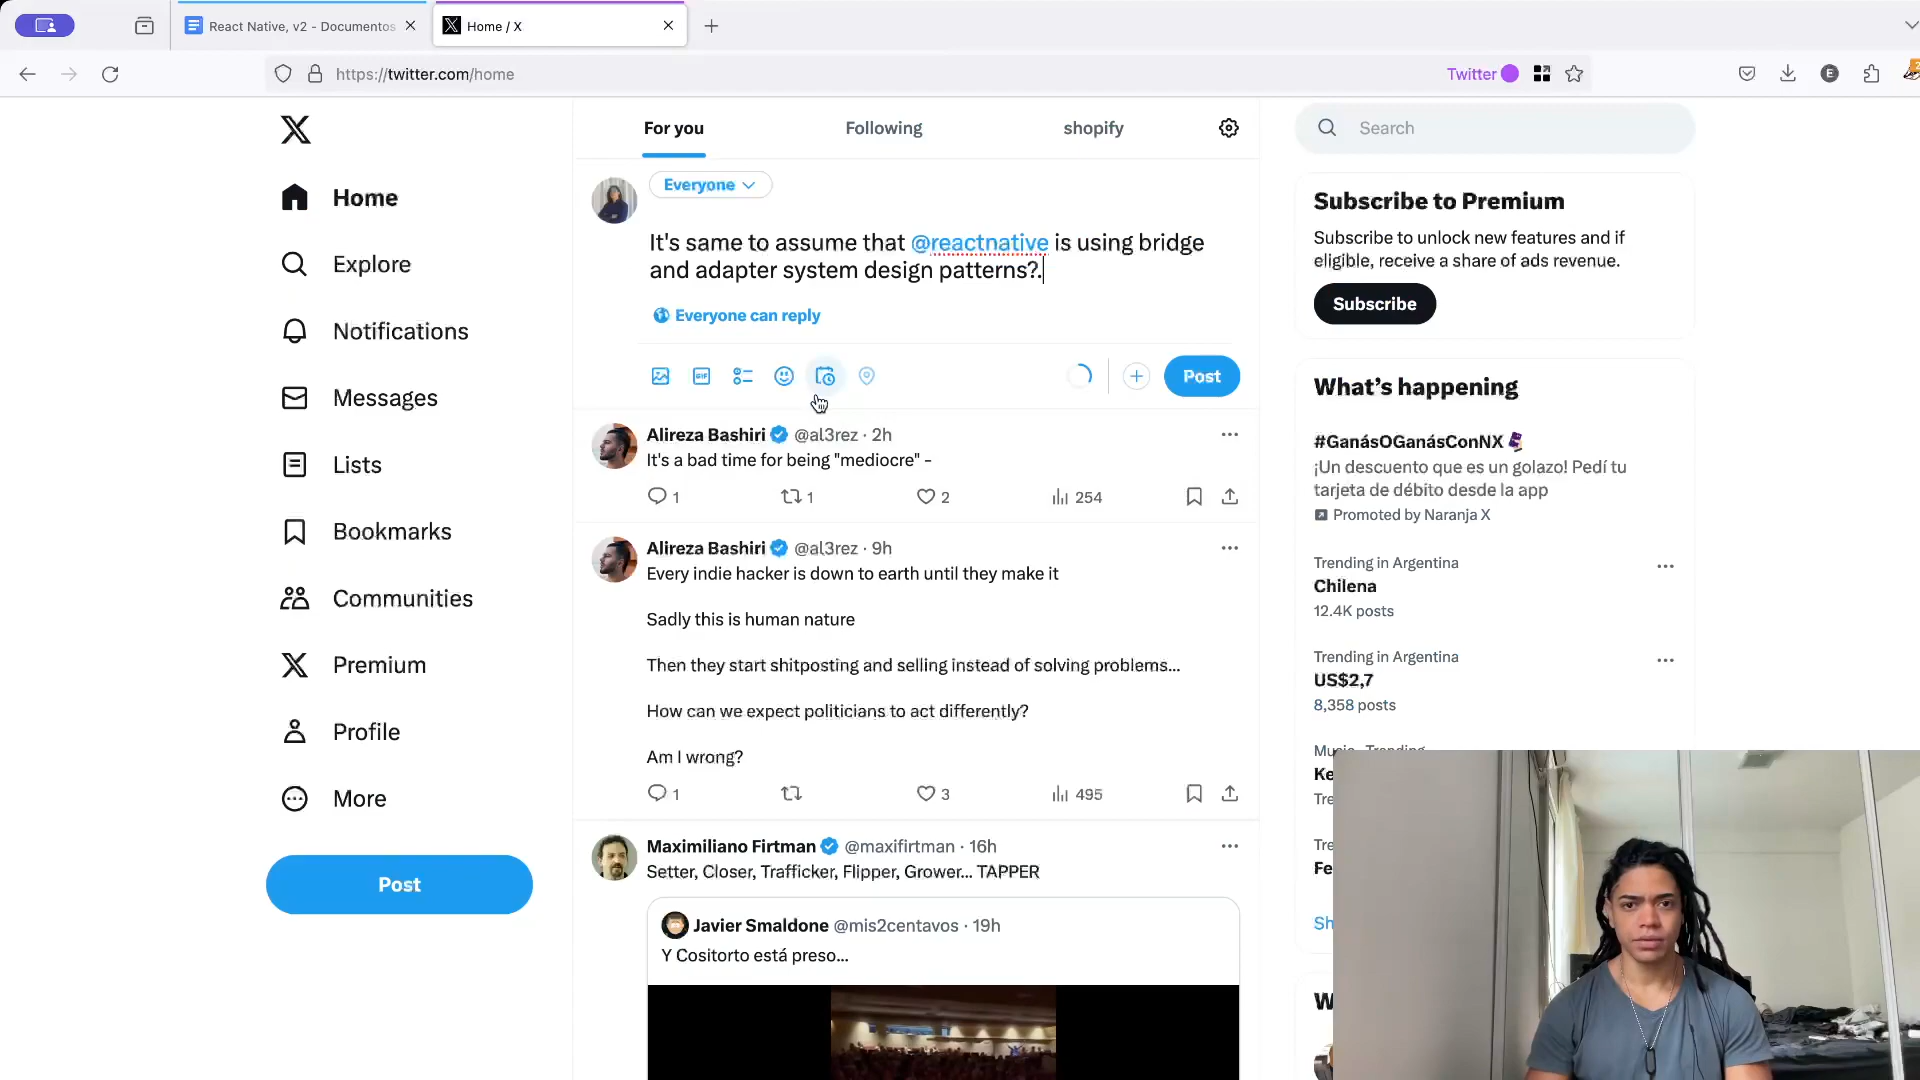 React Native, v2 - Documentos
Home / X
https://twitter.com/home
Twitter
E
For you
Following
shopify
Search
Home
Explore
Notifications
Messages
Lists
Bookmarks
Communities
Premium
Profile
More
Post
Everyone
It's same to assume that @reactnative is using bridge
and adapter system design patterns?.
Everyone can reply
GIF
Post
Alireza Bashiri @al3rez · 2h
It's a bad time for being "mediocre" -
1
1
2
254
Alireza Bashiri @al3rez · 9h
Every indie hacker is down to earth until they make it
Sadly this is human nature
Then they start shitposting and selling instead of solving problems...
How can we expect politicians to act differently?
Am I wrong?
1
3
495
Maximiliano Firtman @maxifirtman · 16h
Setter, Closer, Trafficker, Flipper, Grower... TAPPER
Javier Smaldone @mis2centavos · 19h
Y Cositorto está preso...
Subscribe to Premium
Subscribe to unlock new features and if
eligible, receive a share of ads revenue.
Subscribe
What's happening
#GanásOGanásConNX
¡Un descuento que es un golazo! Pedí tu
tarjeta de débito desde la app
Promoted by Naranja X
Trending in Argentina
Chilena
12.4K posts
Trending in Argentina
US$2,7
8,358 posts
Music · Trending
Ke
Tre
Tre
Fe
Sh
W